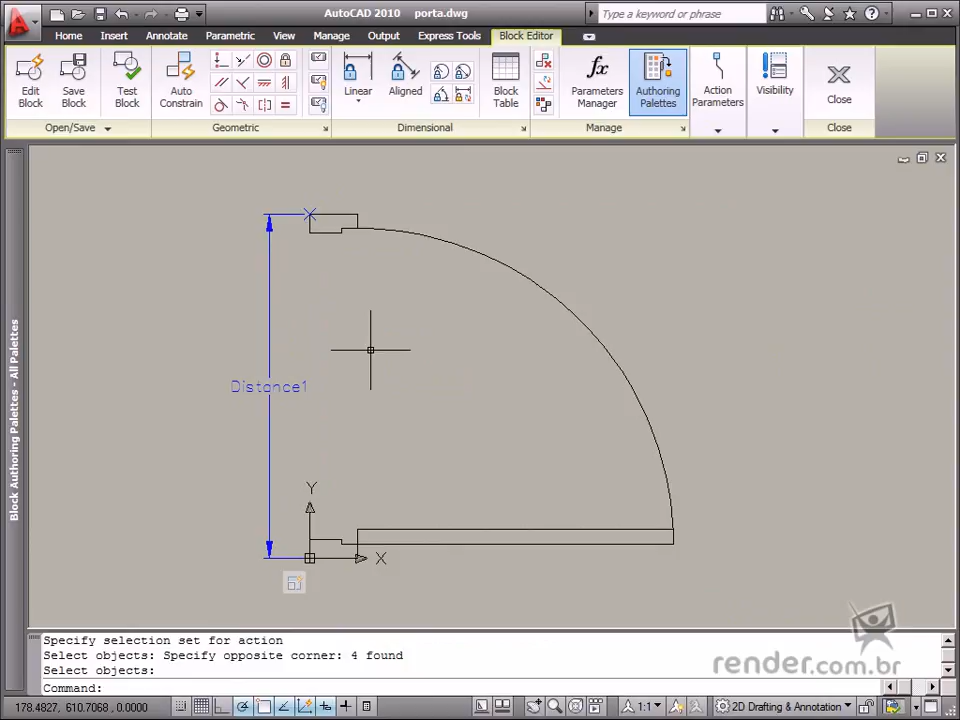 AutoCAD 2010 porta.dwg
Type a keyword or phrase
Home Insert Annotate Parametric View Manage Output Express Tools Block Editor
Edit Block
Save Block
Test Block
Auto Constrain
Linear
Aligned
Block Table
fx
Parameters Manager
Authoring Palettes
Action Parameters
Visibility
Close
Open/Save
Geometric
Dimensional
Manage
Close
Block Authoring Palettes - All Palettes
Distance1
Y
X
Specify selection set for action
Select objects: Specify opposite corner: 4 found
Select objects:
Command:
render.com.br
178.4827, 610.7068, 0.0000
1:1
2D Drafting & Annotation